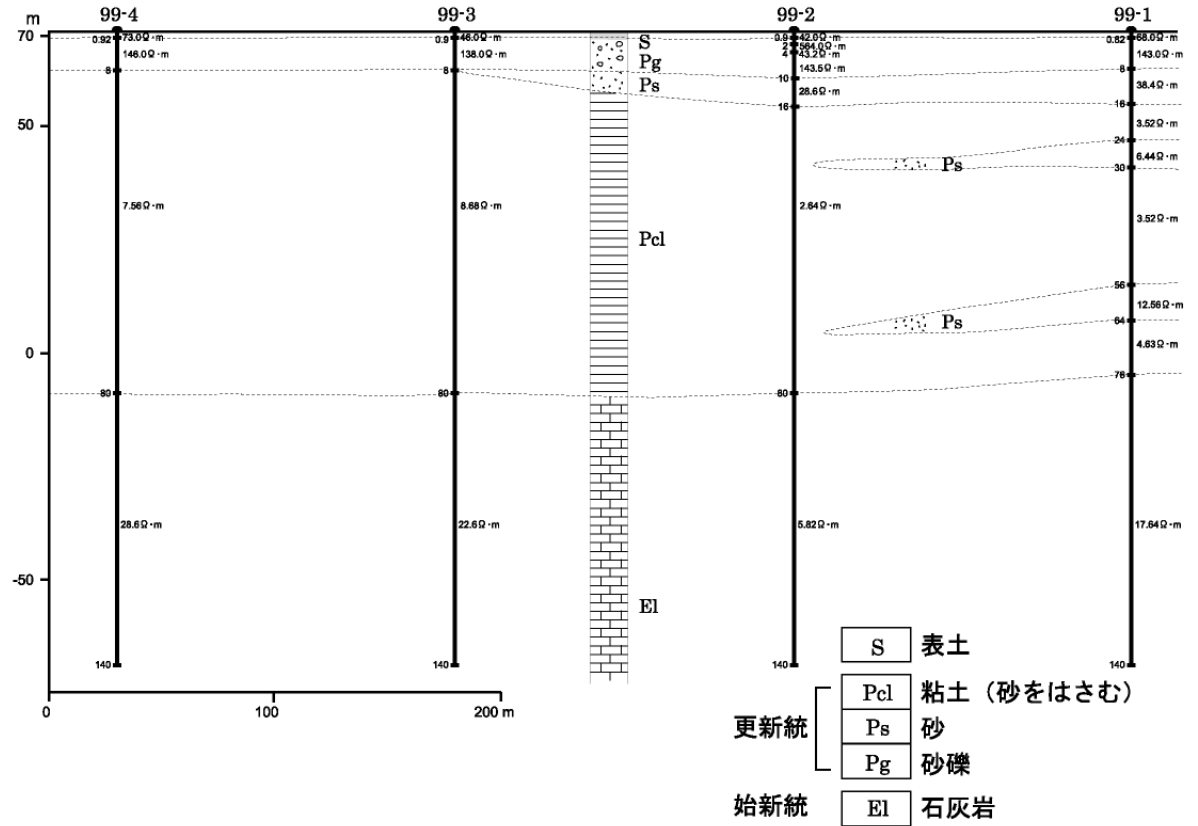 m
99-4
99-3
99-2
99-1
70
0.92
73.0Ω·m
0.9
46.0Ω·m
S
0.9
42.0Ω·m
0.82
68.0Ω·m
2
564.0Ω·m
146.0Ω·m
138.0Ω·m
Pg
4
43.2Ω·m
143.0Ω·m
143.5Ω·m
8
8
8
10
Ps
28.6Ω·m
38.4Ω·m
16
16
50
3.52Ω·m
24
6.44Ω·m
Ps
30
7.56Ω·m
8.68Ω·m
2.64Ω·m
3.52Ω·m
Pcl
56
12.56Ω·m
Ps
64
0
4.63Ω·m
76
80
80
80
28.6Ω·m
22.6Ω·m
5.82Ω·m
17.64Ω·m
-50
El
140
140
140
140
0
100
200 m
S 表土
Pcl 粘土（砂をはさむ）
更新統 Ps 砂
Pg 砂礫
始新統 El 石灰岩